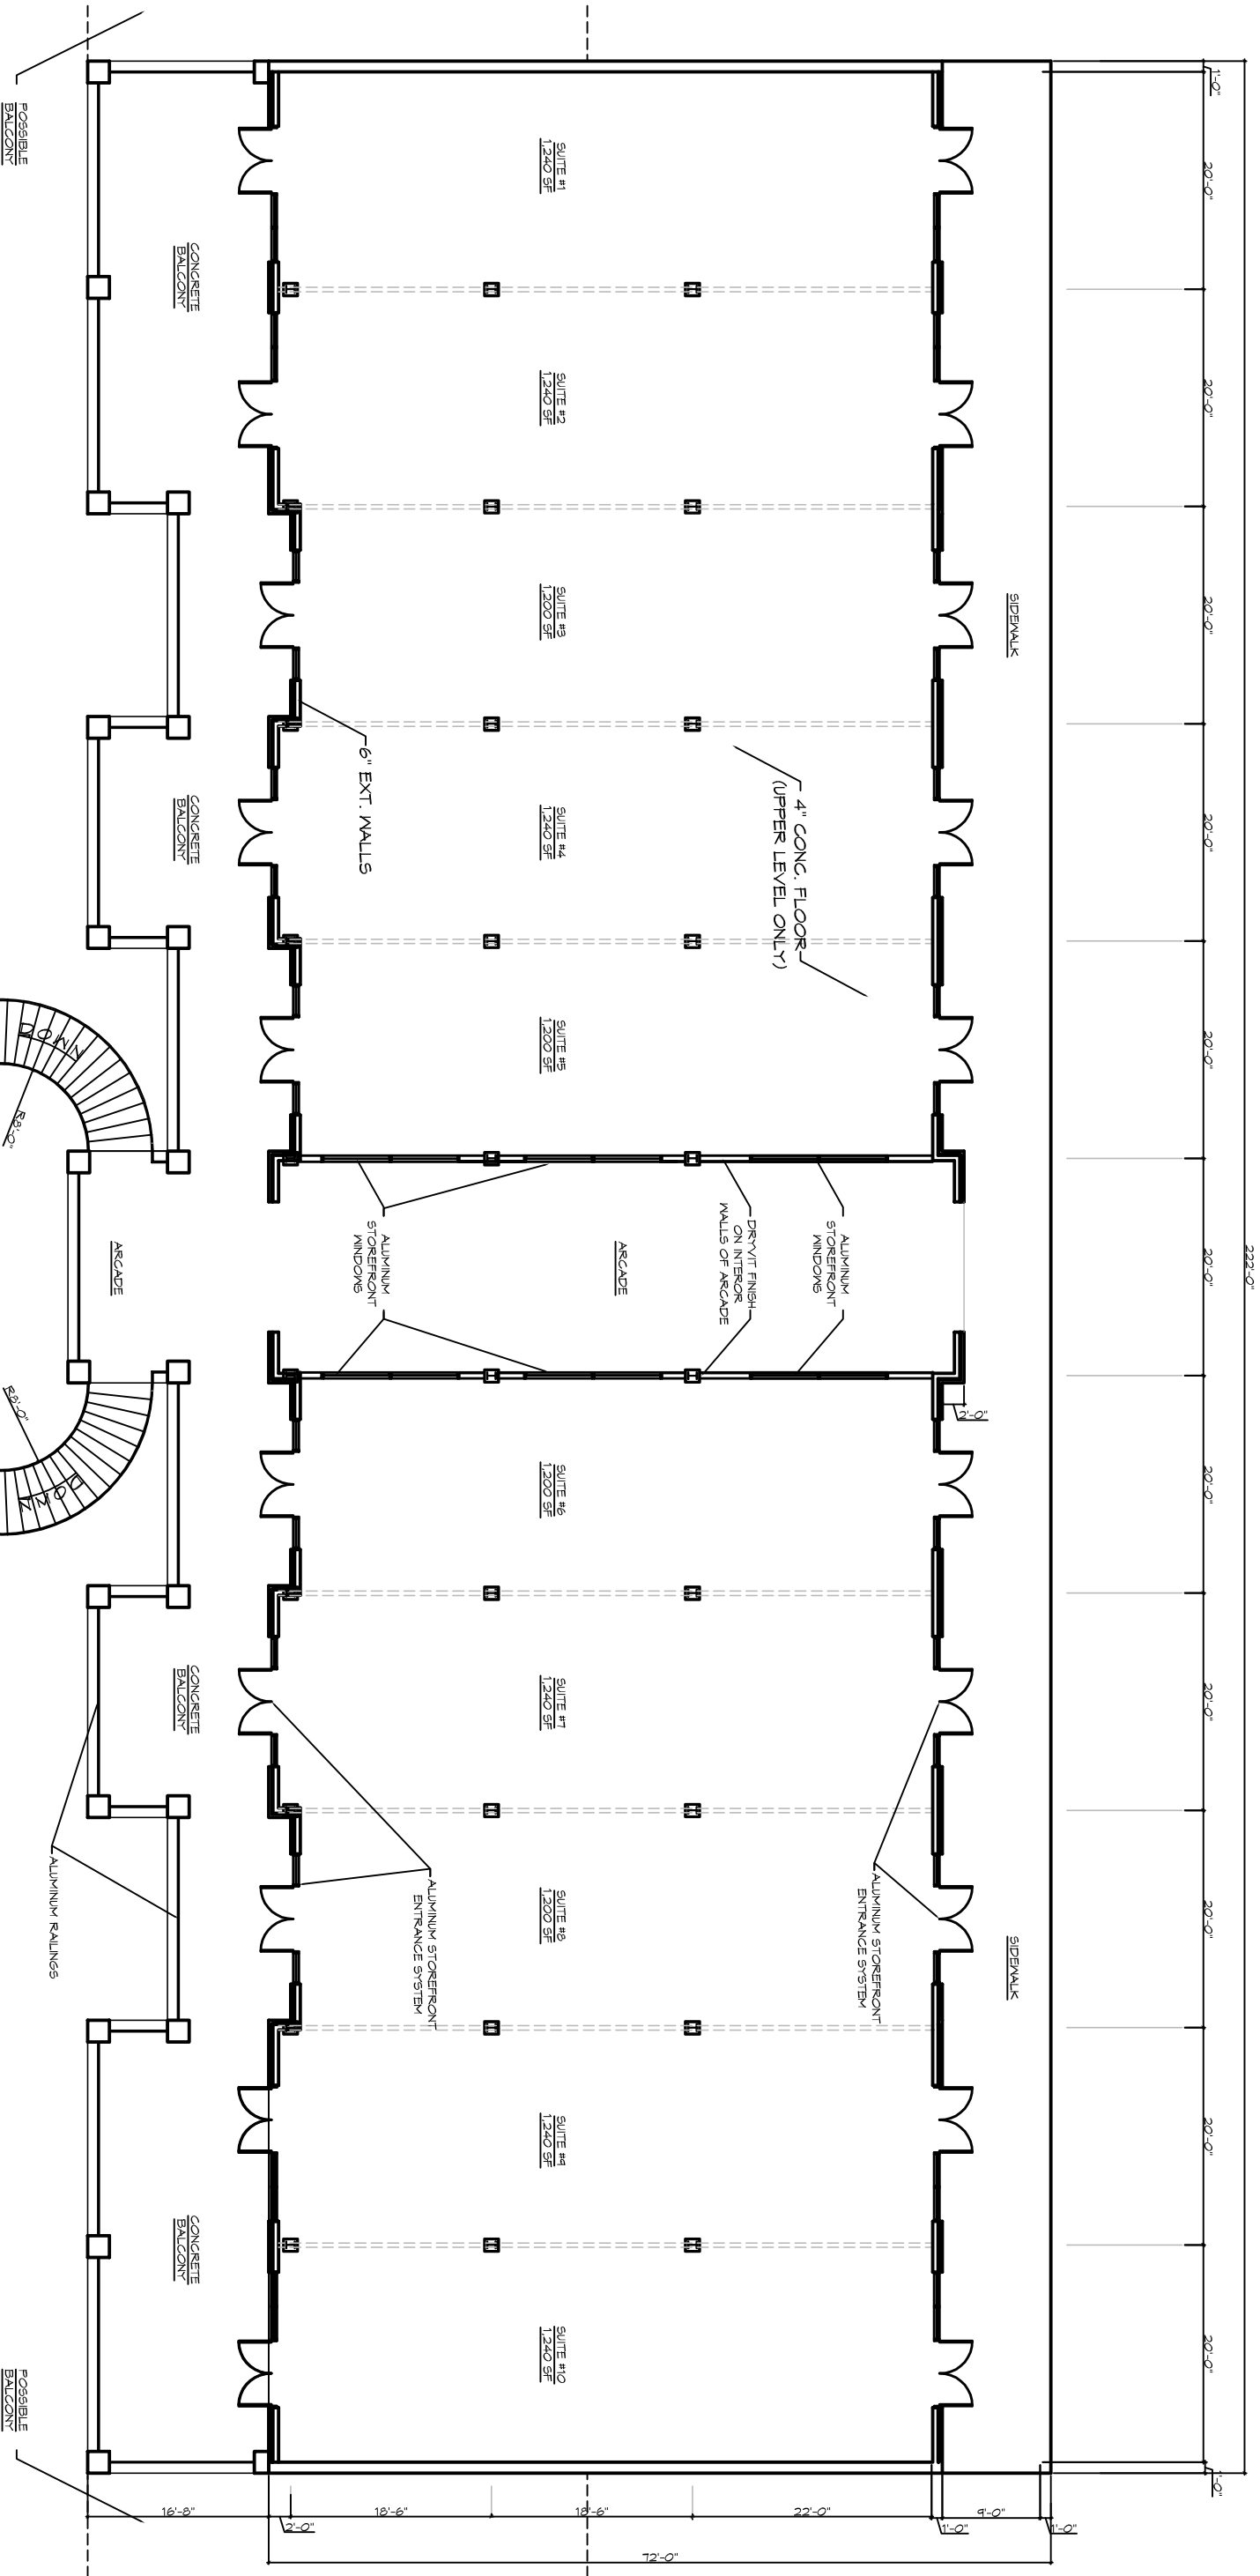 222'-0"
1'-0"
20'-0"
20'-0"
20'-0"
20'-0"
20'-0"
20'-0"
20'-0"
20'-0"
20'-0"
20'-0"
20'-0"
1'-0"
SIDEWALK
SIDEWALK
2'-0"
4" CONC. FLOOR
(UPPER LEVEL ONLY)
ALUMINUM
STOREFRONT
WINDOWS
DRYVIT FINISH
ON INTEROR
WALLS OF ARCADE
ALUMINUM STOREFRONT
ENTRANCE SYSTEM
SUITE #1
1,240 SF
SUITE #2
1,240 SF
SUITE #3
1,200 SF
SUITE #4
1,240 SF
SUITE #5
1,200 SF
ARCADE
SUITE #6
1,200 SF
SUITE #7
1,240 SF
SUITE #8
1,200 SF
SUITE #9
1,240 SF
SUITE #10
1,240 SF
6" EXT. WALLS
ALUMINUM
STOREFRONT
WINDOWS
ALUMINUM STOREFRONT
ENTRANCE SYSTEM
CONCRETE
BALCONY
CONCRETE
BALCONY
ARCADE
CONCRETE
BALCONY
CONCRETE
BALCONY
DOWN
R8'-0"
R8'-0"
DOWN
ALUMINUM RAILINGS
POSSIBLE
BALCONY
POSSIBLE
BALCONY
1'-0"
9'-0"
1'-0"
22'-0"
18'-6"
18'-6"
2'-0"
16'-8"
72'-0"